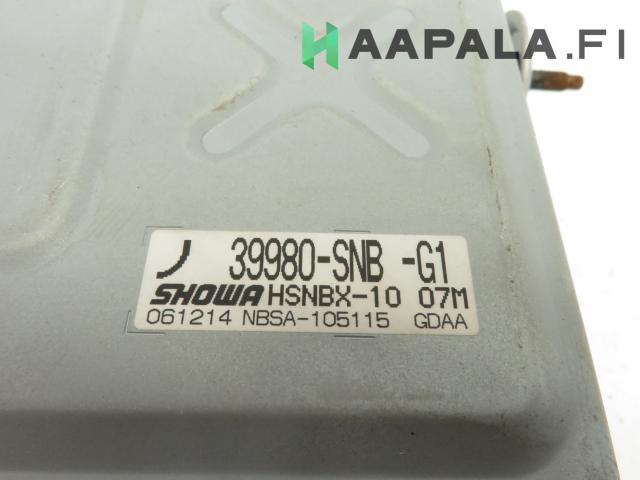 HAAPALA.FI
39980-SNB -G1
SHOWA HSNBX-10 07M
061214 NBSA-105115 GDAA